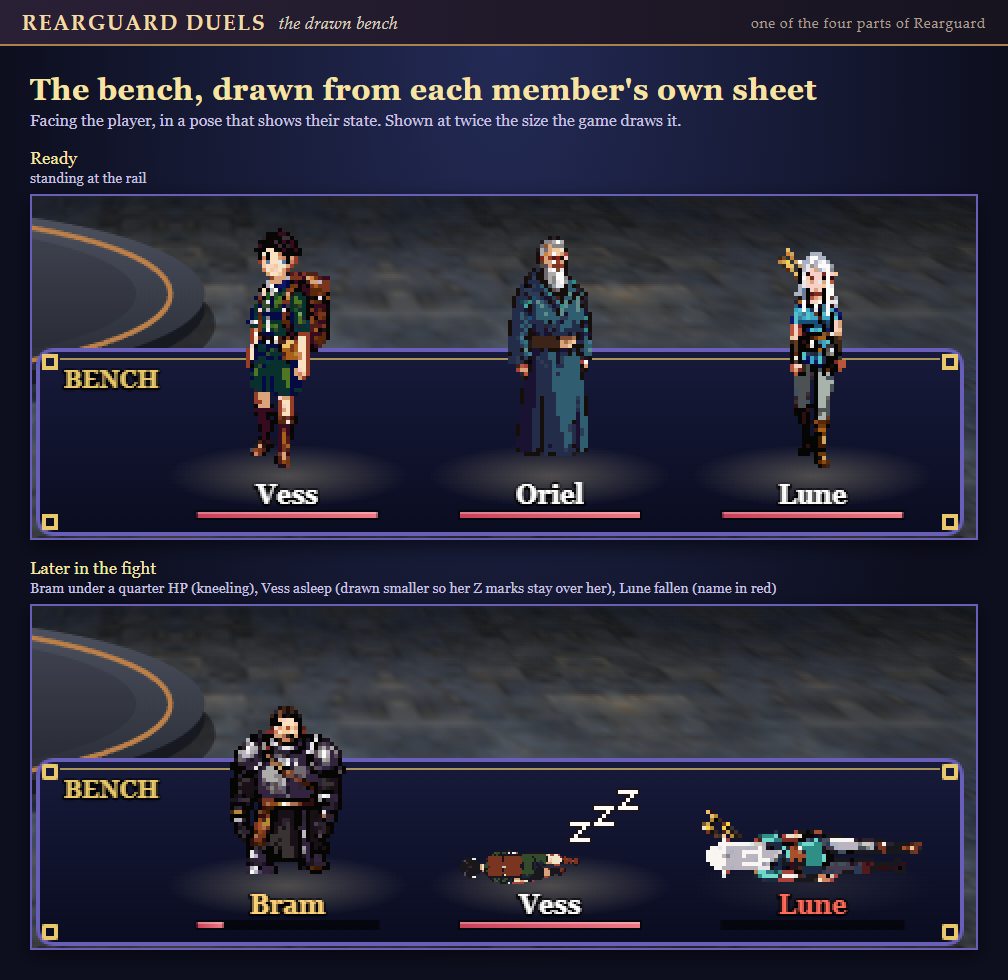 REARGUARD DUELS the drawn bench one of the four parts of Rearguard
The bench, drawn from each member's own sheet
Facing the player, in a pose that shows their state. Shown at twice the size the game draws it.
Ready
standing at the rail
BENCH
Vess Oriel Lune
Later in the fight
Bram under a quarter HP (kneeling), Vess asleep (drawn smaller so her Z marks stay over her), Lune fallen (name in red)
BENCH
Z Z Z
Bram Vess Lune